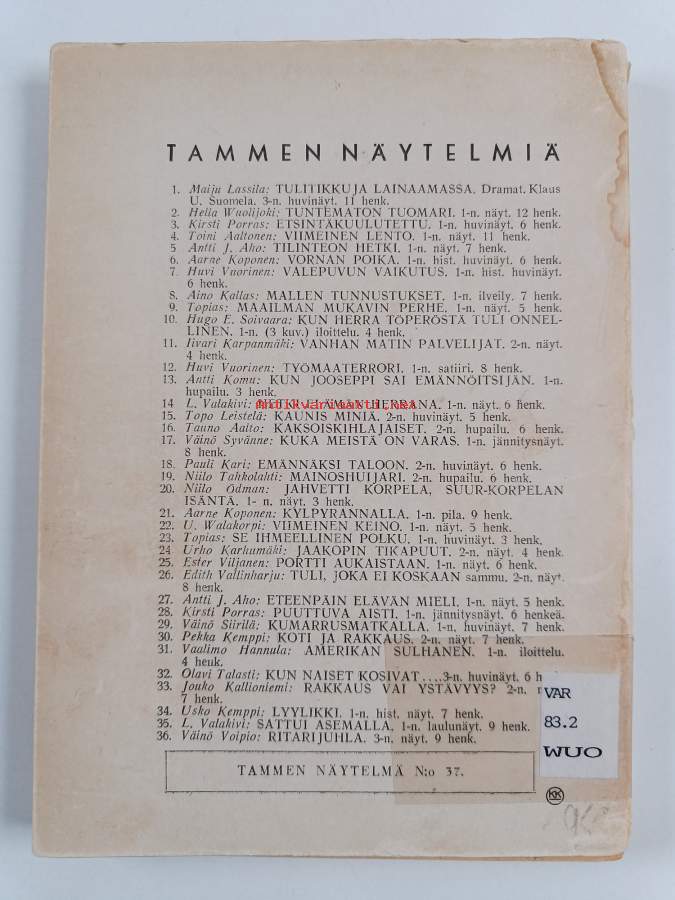 TAMMEN NÄYTELMIÄ
1. Maiju Lassila: TULITIKKUJA LAINAAMASSA. Dramat. Klaus
U. Suomela. 3-n. huvinäyt. 11 henk.
2. Hella Wuolijoki: TUNTEMATON TUOMARI. 1-n. näyt. 12 henk.
3. Kirsti Porras: ETSINTÄKUULUTETTU. 1-n. huvinäyt. 6 henk.
4. Toini Aaltonen: VIIMEINEN LENTO. 1-n. näyt. 11 henk.
5. Antti J. Aho: TILINTEON HETKI. 1-n. näyt. 7 henk.
6. Aarne Koponen: VORNAN POIKA. 1-n. hist. huvinäyt. 6 henk.
7. Huvi Vuorinen: VALEPUVUN VAIKUTUS. 1-n. hist. huvinäyt.
6 henk.
8. Aino Kallas: MALLEN TUNNUSTUKSET. 1-n. ilveily. 7 henk.
9. Topias: MAAILMAN MUKAVIN PERHE. 1-n. näyt. 5 henk.
10. Hugo E. Soivaara: KUN HERRA TÖPERÖSTÄ TULI ONNEL-
LINEN. 1-n. (3 kuv.) iloittelu. 4 henk.
11. Iivari Karpanmäki: VANHAN MATIN PALVELIJAT. 2-n. näyt.
4 henk.
12. Huvi Vuorinen: TYÖMAATERRORI. 1-n. satiiri. 8 henk.
13. Antti Komu: KUN JOOSEPPI SAI EMÄNNÖITSIJÄN. 1-n.
hupailu. 3 henk.
14 L. Valakivi: HETKI ELÄMÄN HERRANA. 1-n. näyt. 6 henk.
antikvariaatti.net
15. Topo Leistelä: KAUNIS MINIÄ. 2-n. huvinäyt. 5 henk.
16. Tauno Aalto: KAKSOISKIHLAJAISET. 2-n. hupailu. 6 henk.
17. Väinö Syvänne: KUKA MEISTÄ ON VARAS. 1-n. jännitysnäyt.
8 henk.
18. Pauli Kari: EMÄNNÄKSI TALOON. 2-n. huvinäyt. 6 henk.
19. Niilo Tahkolahti: MAINOSHUIJARI. 2-n. hupailu. 6 henk.
20. Niilo Ödman: JAHVETTI KORPELA, SUUR-KORPELAN
ISÄNTÄ. 1- n. näyt. 3 henk.
21. Aarne Koponen: KYLPYRANNALLA. 1-n. pila. 9 henk.
22. U. Walakorpi: VIIMEINEN KEINO. 1-n. näyt. 5 henk.
23. Topias: SE IHMEELLINEN POLKU. 1-n. huvinäyt. 3 henk.
24 Urho Karhumäki: JAAKOPIN TIKAPUUT. 2-n. näyt. 4 henk.
25. Ester Viljanen: PORTTI AUKAISTAAN. 1-n. näyt. 6 henk.
26. Edith Vallinharju: TULI, JOKA EI KOSKAAN sammu. 2-n. näyt.
8 henk.
27. Antti J. Aho: ETEENPÄIN ELÄVÄN MIELI. 1-n. näyt. 5 henk.
28. Kirsti Porras: PUUTTUVA AISTI. 1-n. jännitysnäyt. 6 henkeä.
29. Väinö Siirilä: KUMARRUSMATKALLA. 1-n. huvinäyt. 7 henk.
30. Pekka Kemppi: KOTI JA RAKKAUS. 2-n. näyt. 7 henk.
31. Vaalimo Hannula: AMERIKAN SULHANEN. 1-n. iloittelu.
4 henk.
32. Olavi Talasti: KUN NAISET KOSIVAT....3-n. huvinäyt. 6 h
33. Jouko Kallioniemi: RAKKAUS VAI YSTÄVYYS? 2-n.
7 henk.
34. Usko Kemppi: LYYLIKKI. 1-n. hist. näyt. 7 henk.
35. L. Valakivi: SATTUI ASEMALLA. 1-n. laulunäyt. 9 henk.
36. Väinö Voipio: RITARIJUHLA. 3-n. näyt. 9 henk.
TAMMEN NÄYTELMÄ N:o 37.
VAR
83.2
WUO
KK